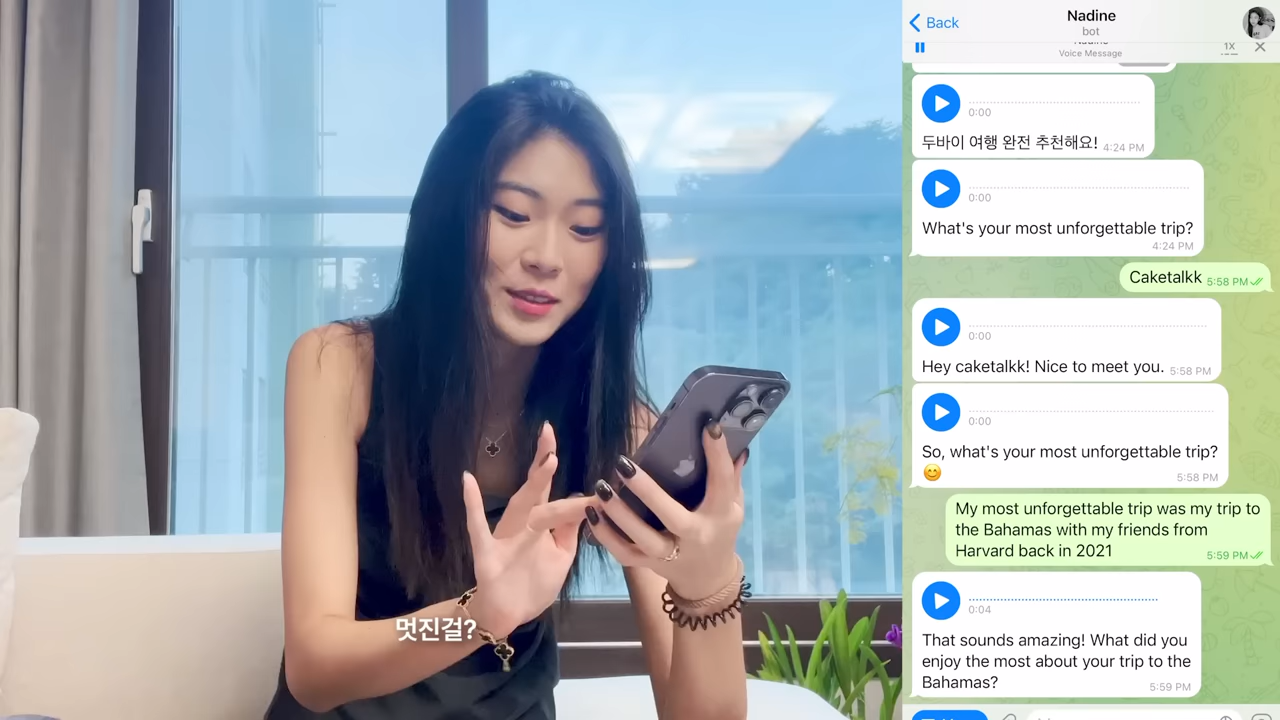 멋진걸?
Back
Nadine
bot
Voice Message
1X
0:00
두바이 여행 완전 추천해요! 4:24 PM
0:00
What's your most unforgettable trip?
4:24 PM
Caketalkk 5:58 PM
0:00
Hey caketalkk! Nice to meet you. 5:58 PM
0:00
So, what's your most unforgettable trip?
😊 5:58 PM
My most unforgettable trip was my trip to
the Bahamas with my friends from
Harvard back in 2021 5:59 PM
0:04
That sounds amazing! What did you
enjoy the most about your trip to the
Bahamas? 5:59 PM